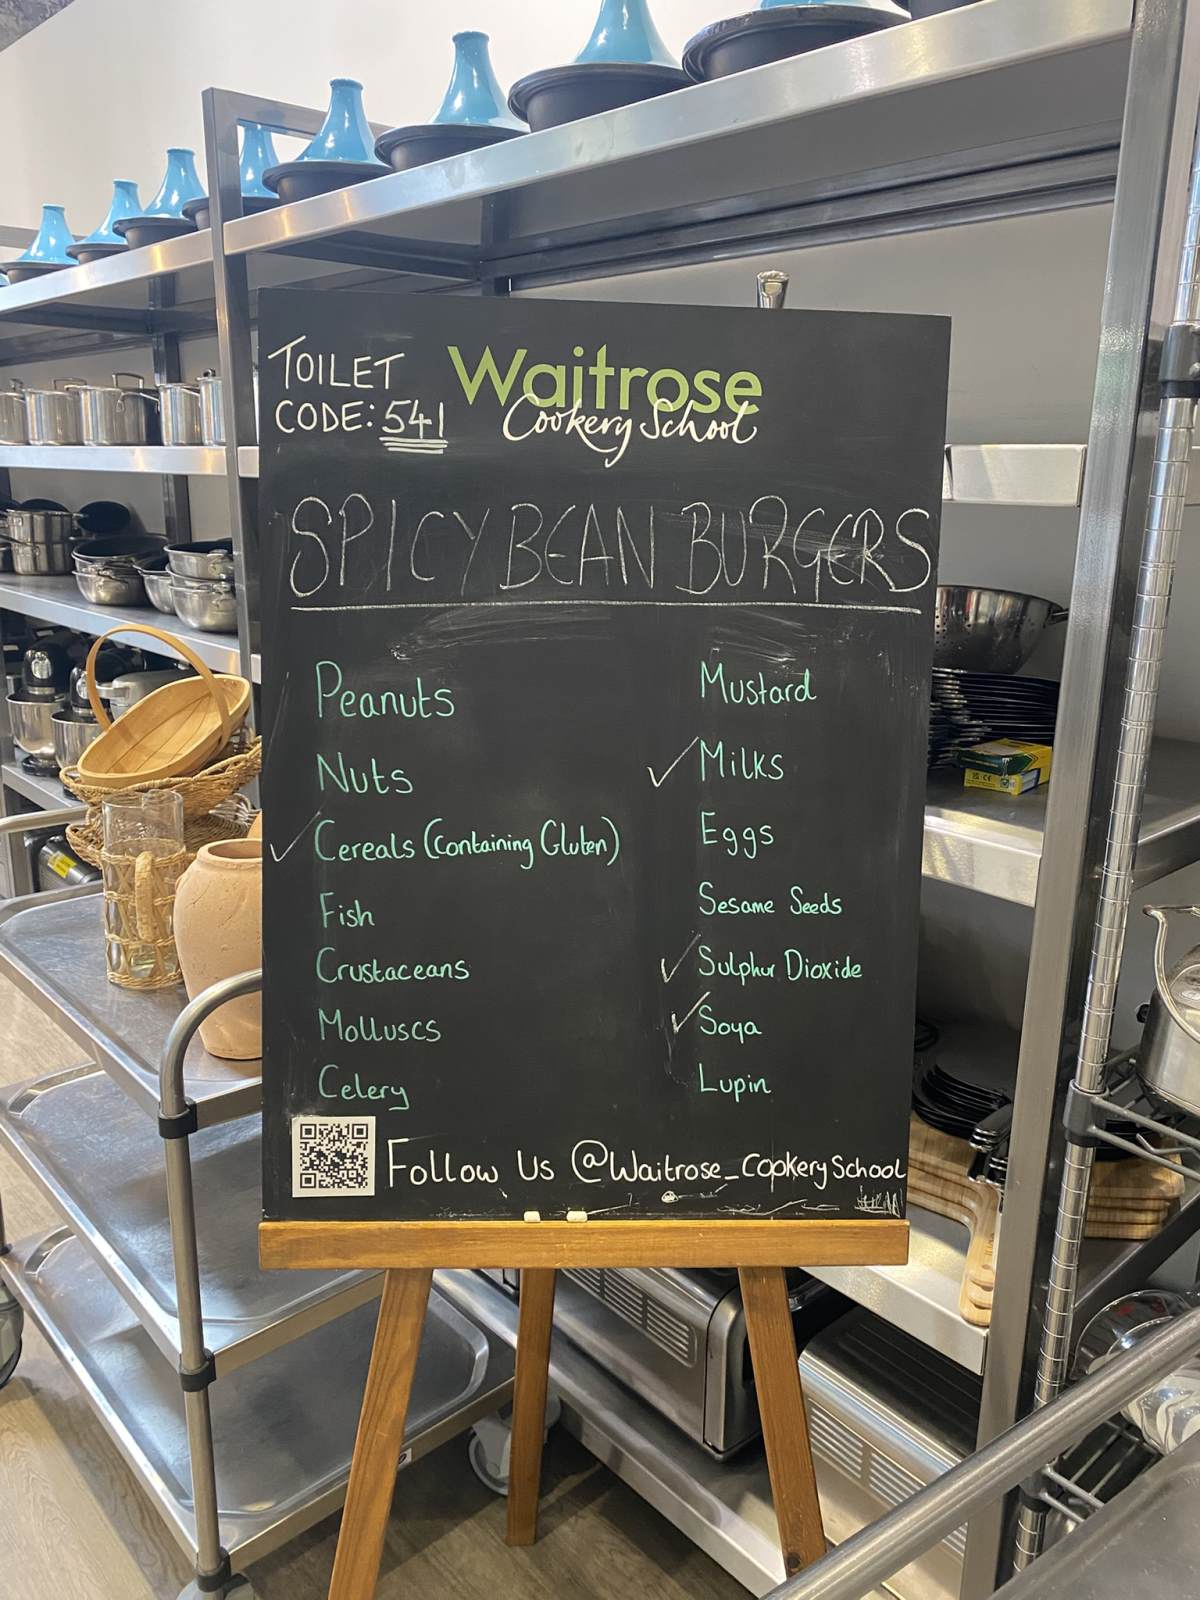 TOILET
CODE: 541
Waitrose
Cookery School
SPICY BEAN BURGERS
Peanuts
Nuts
✓ Cereals (Containing Gluten)
Fish
Crustaceans
Molluscs
Celery
Mustard
✓ Milks
Eggs
Sesame Seeds
✓ Sulphur Dioxide
✓ Soya
Lupin
Follow Us @Waitrose_CookerySchool